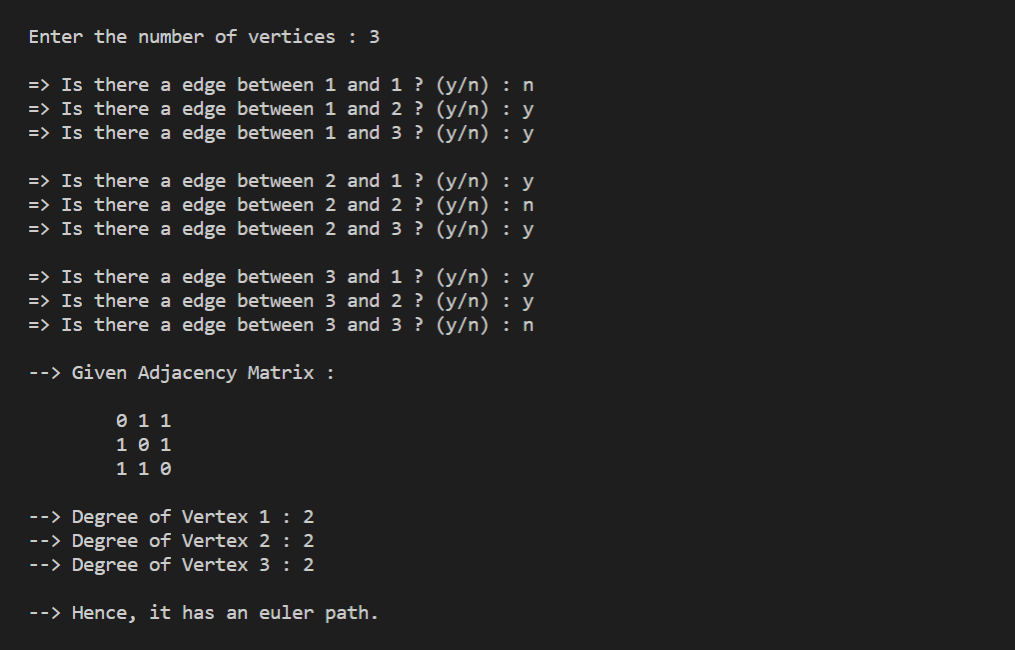 Enter the number of vertices : 3
=> Is there a edge between 1 and 1 ? (y/n) : n
=> Is there a edge between 1 and 2 ? (y/n) : y
=> Is there a edge between 1 and 3 ? (y/n) : y
=> Is there a edge between 2 and 1 ? (y/n) : y
=> Is there a edge between 2 and 2 ? (y/n) : n
=> Is there a edge between 2 and 3 ? (y/n) : y
=> Is there a edge between 3 and 1 ? (y/n) : y
=> Is there a edge between 3 and 2 ? (y/n) : y
=> Is there a edge between 3 and 3 ? (y/n) : n
--> Given Adjacency Matrix :
0 1 1
1 0 1
1 1 0
--> Degree of Vertex 1 : 2
--> Degree of Vertex 2 : 2
--> Degree of Vertex 3 : 2
--> Hence, it has an euler path.